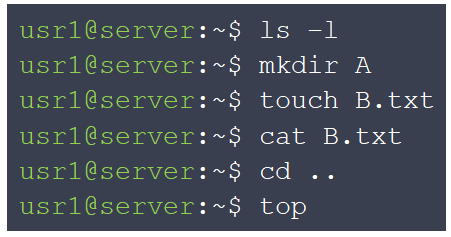 usr1@server:~$ ls –l
usr1@server:~$ mkdir A
usr1@server:~$ touch B.txt
usr1@server:~$ cat B.txt
usr1@server:~$ cd ..
usr1@server:~$ top